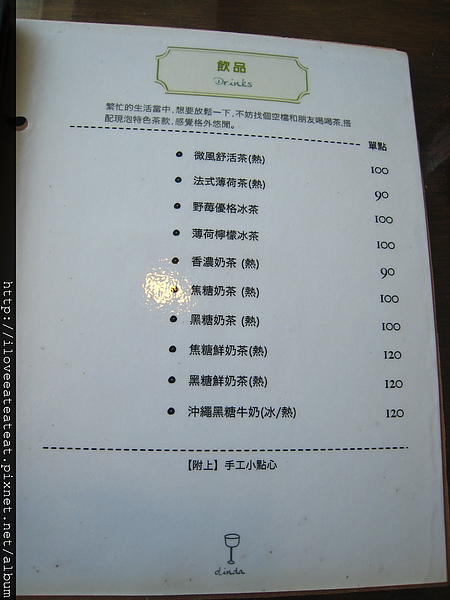 飲品
Drinks
繁忙的生活當中,想要放鬆一下,不妨找個空檔和朋友喝喝茶,搭
配現泡特色茶款,感覺格外悠閒。
單點
微風舒活茶(熱) 100
法式薄荷茶(熱) 90
野莓優格冰茶 100
薄荷檸檬冰茶 100
香濃奶茶 (熱) 90
焦糖奶茶 (熱) 100
黑糖奶茶 (熱) 100
焦糖鮮奶茶(熱) 120
黑糖鮮奶茶(熱) 120
沖繩黑糖牛奶(冰/熱) 120
【附上】手工小點心
dinda
http://iloveeateateat.pixnet.net/album